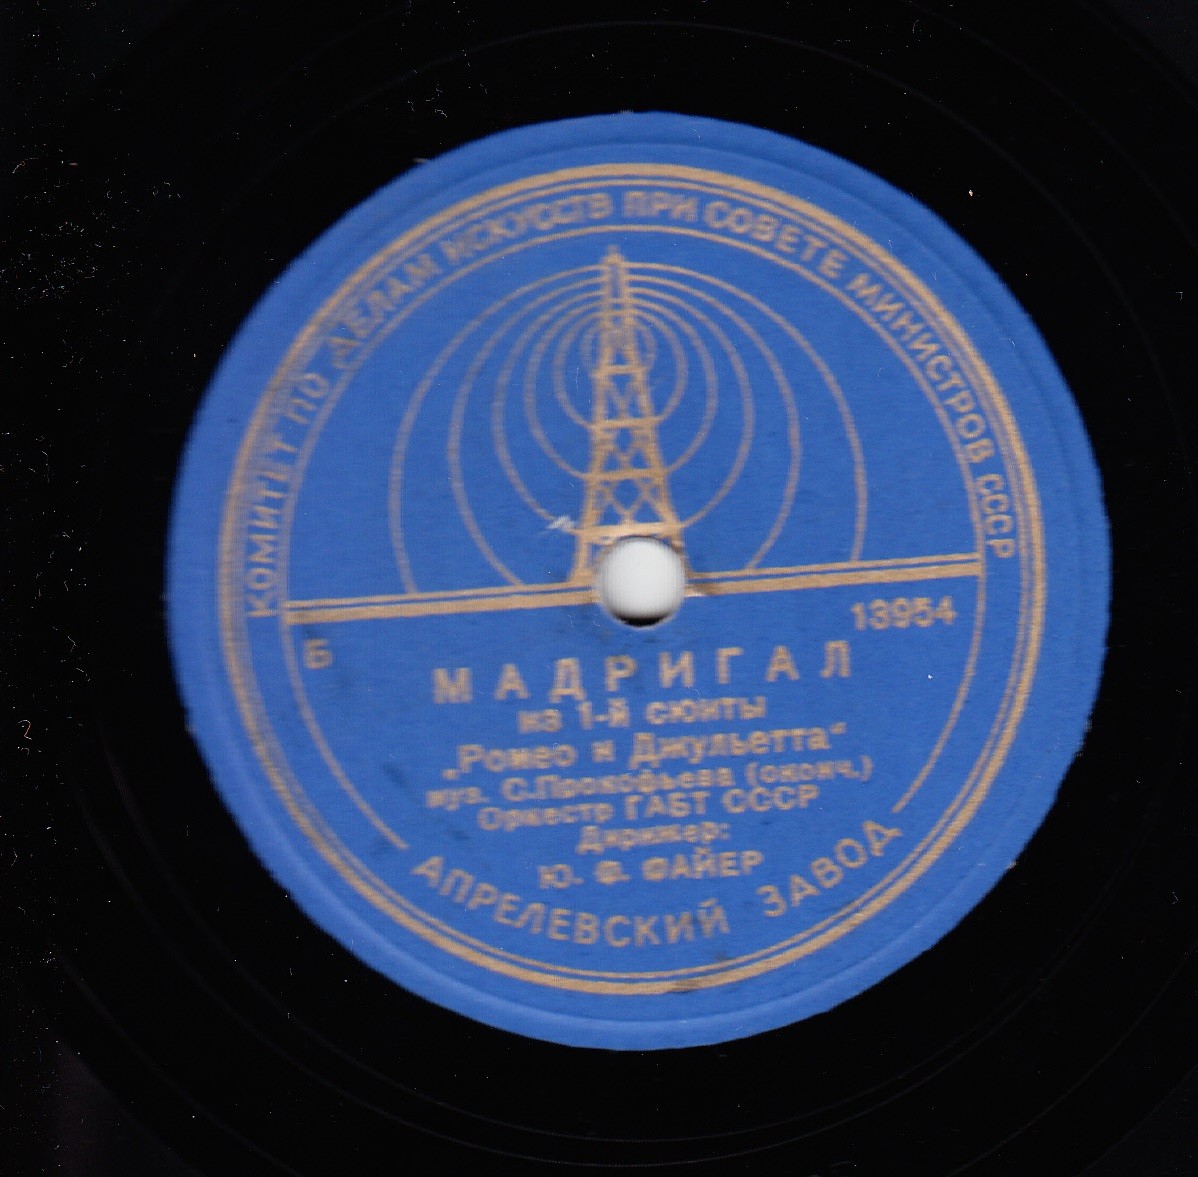 КОМИТЕТ ПО ДЕЛАМ ИСКУССТВ ПРИ СОВЕТЕ МИНИСТРОВ СССР
Б 13954
МАДРИГАЛ
из 1-й сюиты
„Ромео и Джульетта“
муз. С.Прокофьева (оконч.)
Оркестр ГАБТ СССР
Дирижер:
Ю. Ф. ФАЙЕР
АПРЕЛЕВСКИЙ ЗАВОД